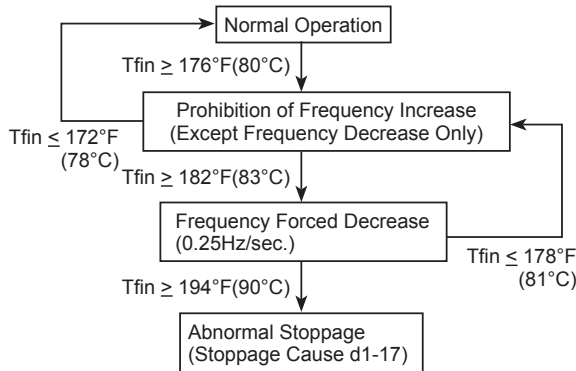 Normal Operation
Tfin ≥ 176°F(80°C)
Prohibition of Frequency Increase
(Except Frequency Decrease Only)
Tfin ≤ 172°F
(78°C)
Tfin ≥ 182°F(83°C)
Frequency Forced Decrease
(0.25Hz/sec.)
Tfin ≤ 178°F
(81°C)
Tfin ≥ 194°F(90°C)
Abnormal Stoppage
(Stoppage Cause d1-17)